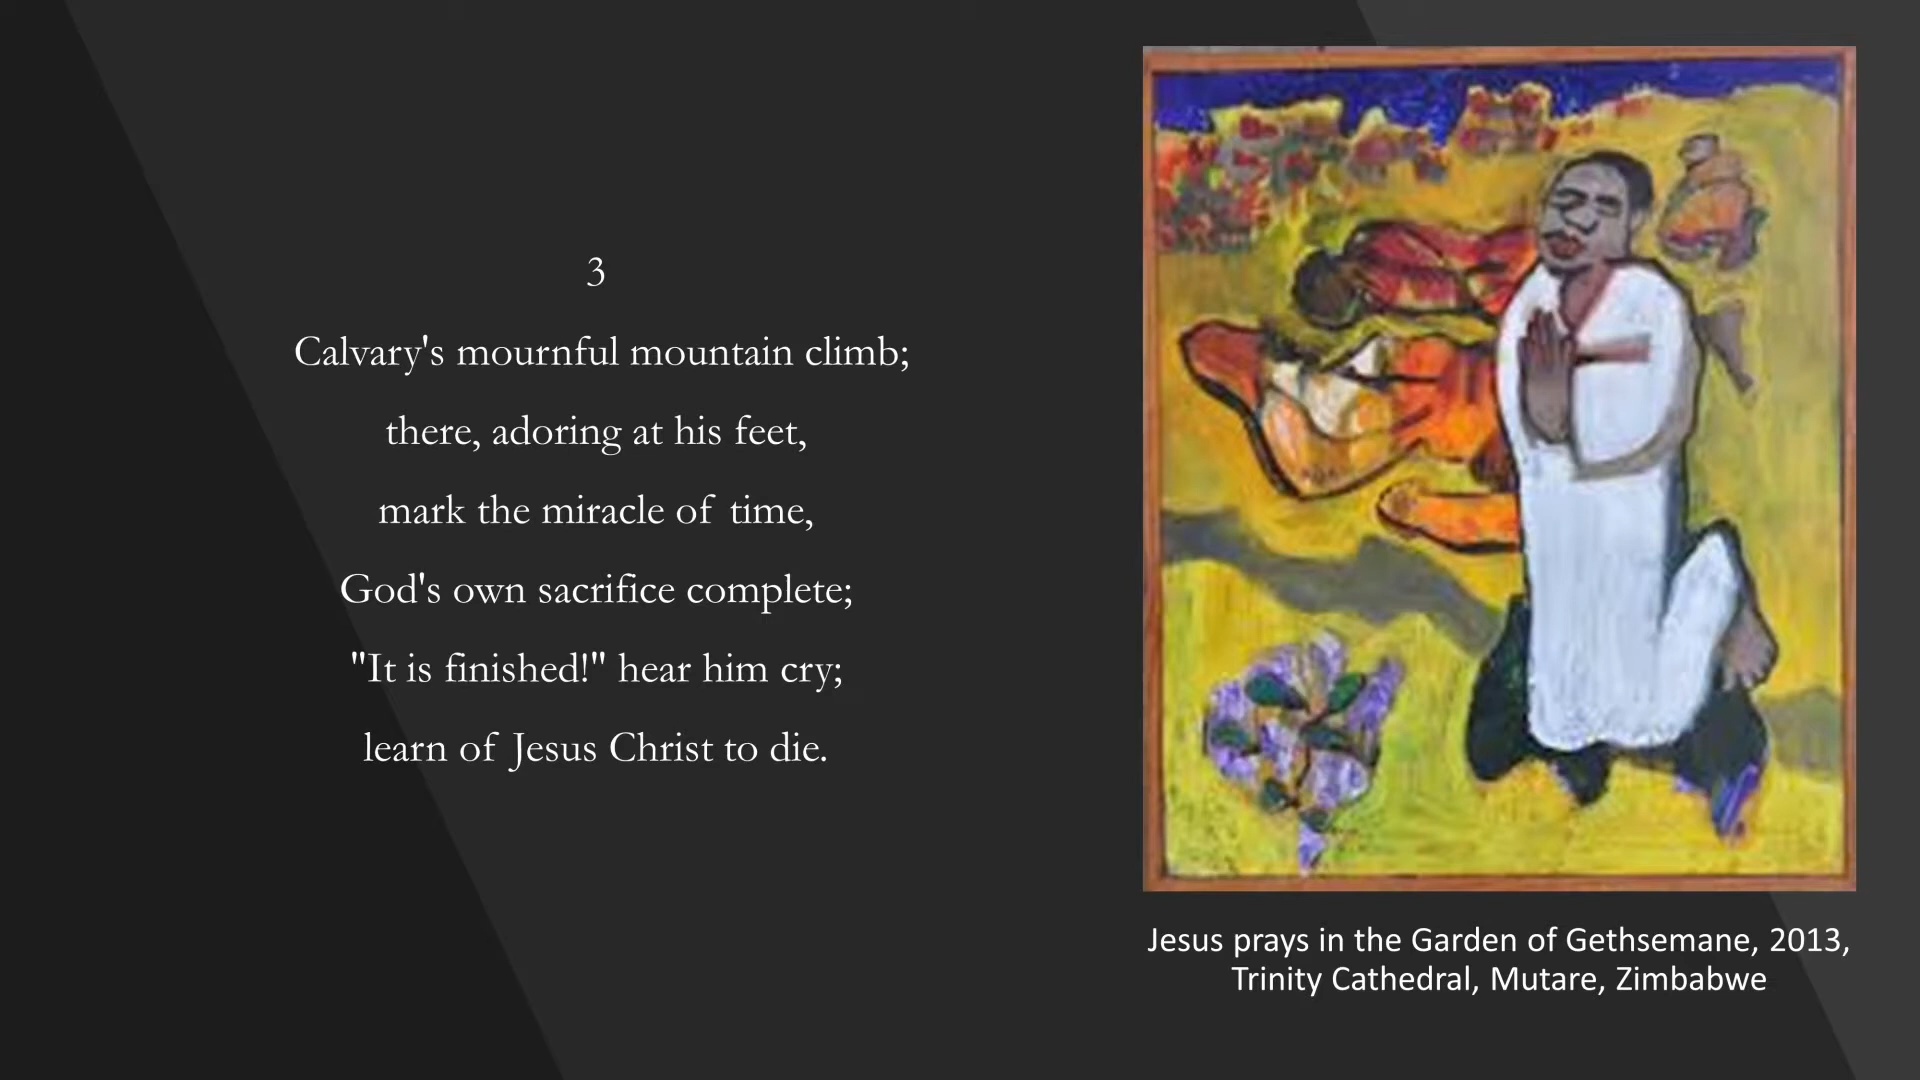 3
Calvary's mournful mountain climb;
there, adoring at his feet,
mark the miracle of time,
God's own sacrifice complete;
"It is finished!" hear him cry;
learn of Jesus Christ to die.
Jesus prays in the Garden of Gethsemane, 2013,
Trinity Cathedral, Mutare, Zimbabwe